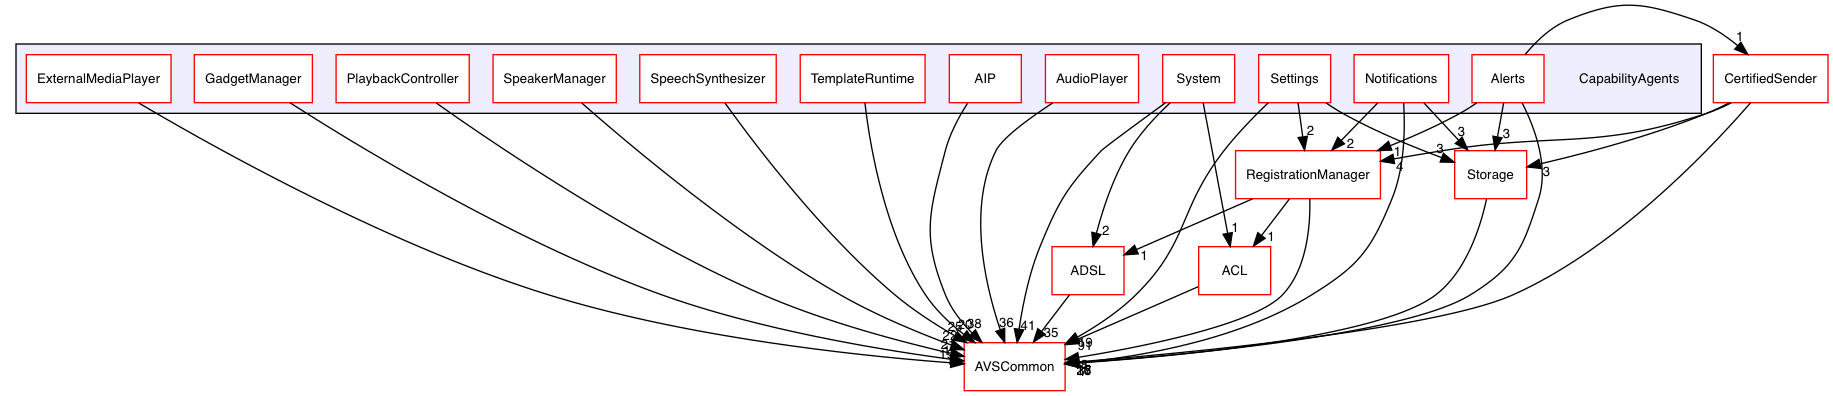 1
ExternalMediaPlayer
GadgetManager
PlaybackController
SpeakerManager
SpeechSynthesizer
TemplateRuntime
AIP
AudioPlayer
System
Settings
Notifications
Alerts
CapabilityAgents
CertifiedSender
2
2
3
3
3
1
4
3
RegistrationManager
Storage
2
1
1
1
ADSL
ACL
38
36
41
35
AVSCommon